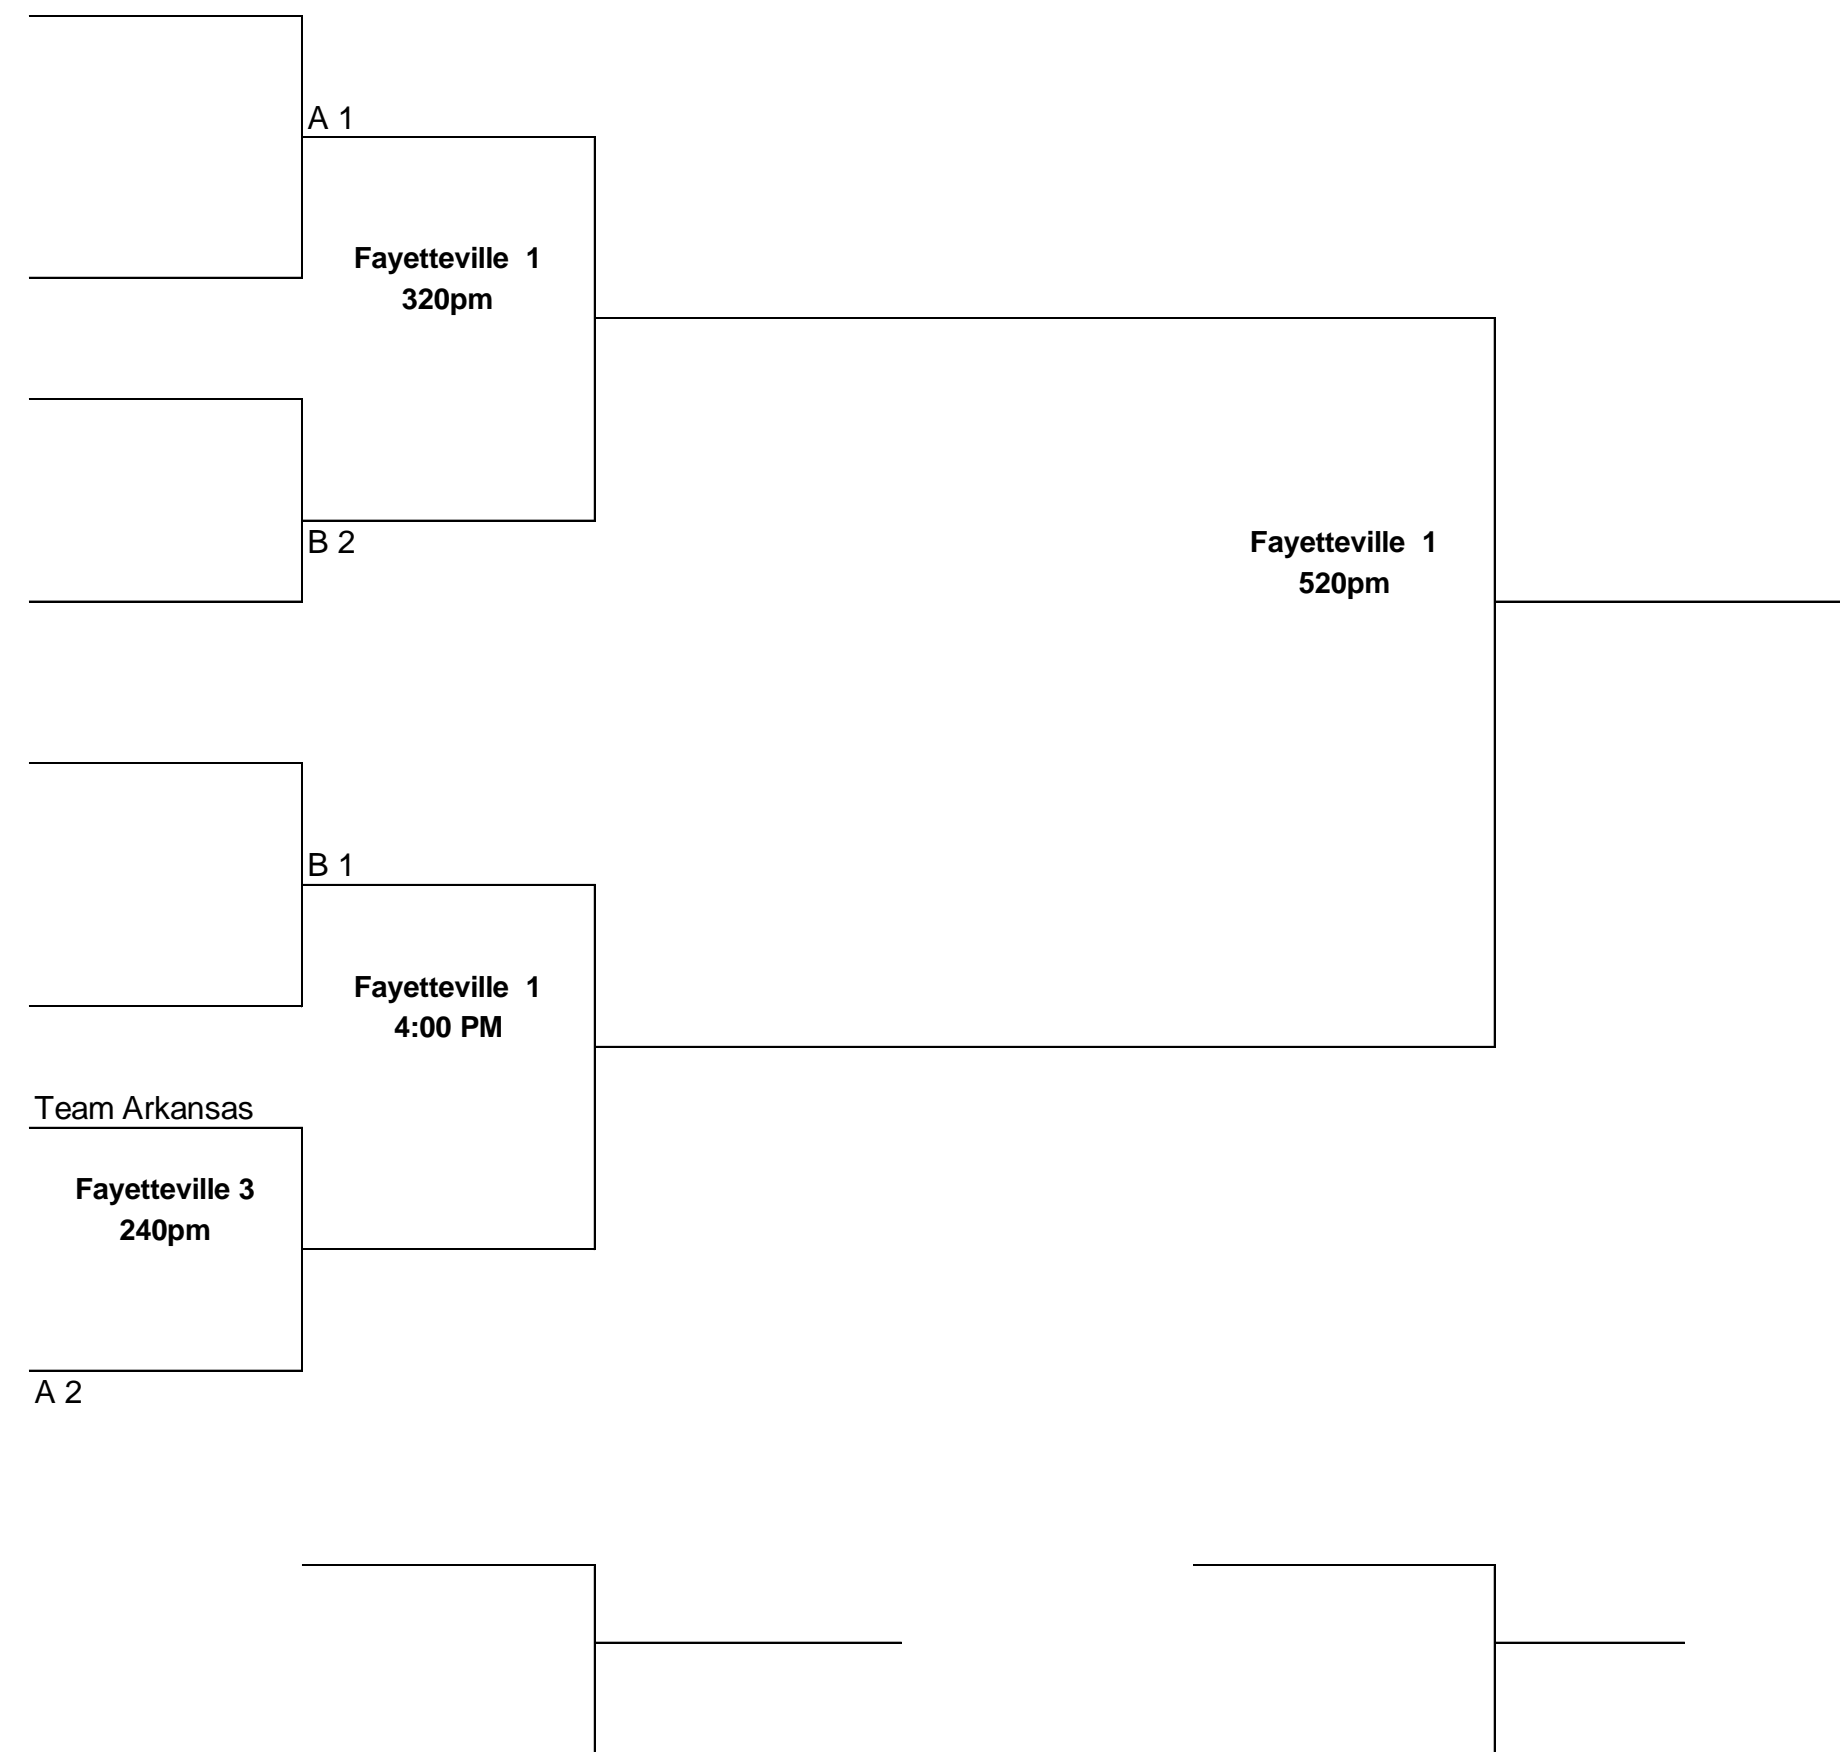 A 1
Fayetteville  1
320pm
B 2
Fayetteville  1
520pm
B 1
Fayetteville  1
4:00 PM
Team Arkansas
Fayetteville 3
240pm
A 2